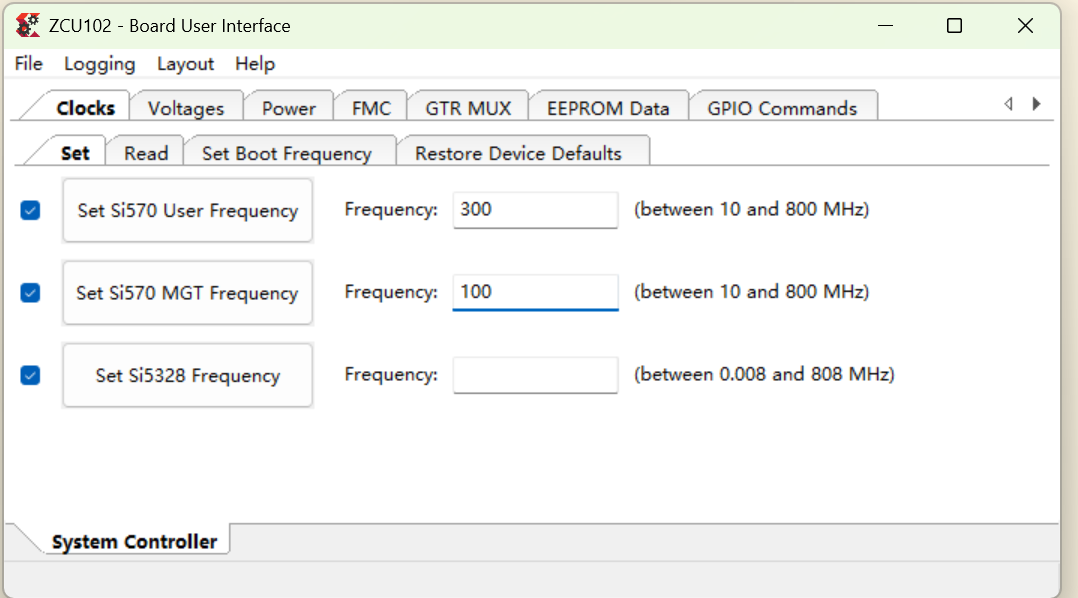 ZCU102 - Board User Interface
File Logging Layout Help
Clocks Voltages Power FMC GTR MUX EEPROM Data GPIO Commands
Set Read Set Boot Frequency Restore Device Defaults
Set Si570 User Frequency Frequency: 300 (between 10 and 800 MHz)
Set Si570 MGT Frequency Frequency: 100 (between 10 and 800 MHz)
Set Si5328 Frequency Frequency: (between 0.008 and 808 MHz)
System Controller